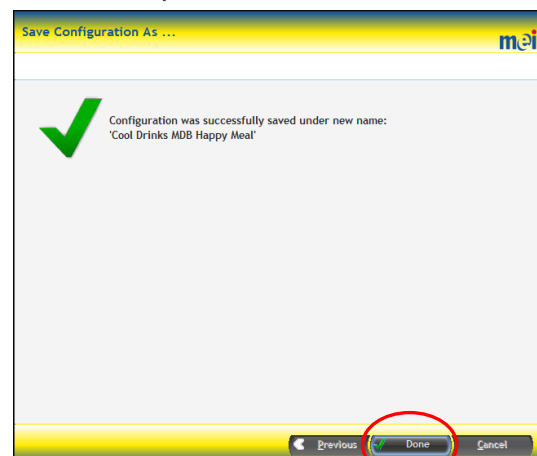 Save Configuration As ...
mei
Configuration was successfully saved under new name:
'Cool Drinks MDB Happy Meal'
Previous
Done
Cancel